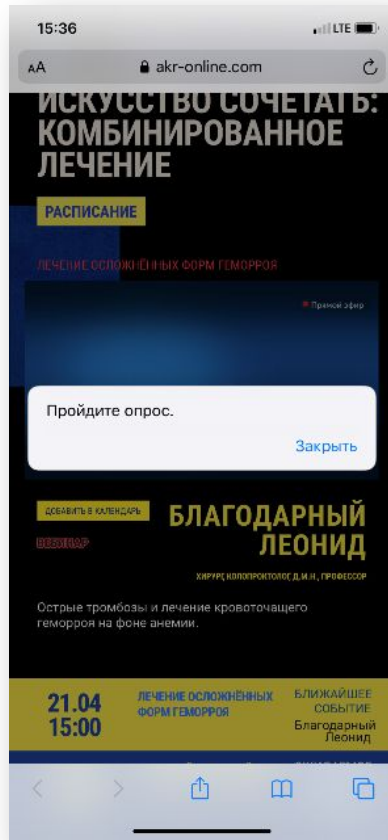 15:36
LTE
AA
akr-online.com
ИСКУССТВО СОЧЕТАТЬ:
КОМБИНИРОВАННОЕ
ЛЕЧЕНИЕ
РАСПИСАНИЕ
ЛЕЧЕНИЕ ОСЛОЖНЁННЫХ ФОРМ ГЕМОРРОЯ
Прямой эфир
Пройдите опрос.
Закрыть
ДОБАВИТЬ В КАЛЕНДАРЬ
БЛАГОДАРНЫЙ
ЛЕОНИД
ВЕБИНАР
ХИРУРГ, КОЛОПРОКТОЛОГ, Д.М.Н., ПРОФЕССОР
Острые тромбозы и лечение кровоточащего
геморроя на фоне анемии.
21.04
15:00
ЛЕЧЕНИЕ ОСЛОЖНЁННЫХ
ФОРМ ГЕМОРРОЯ
БЛИЖАЙШЕЕ
СОБЫТИЕ
Благодарный
Леонид